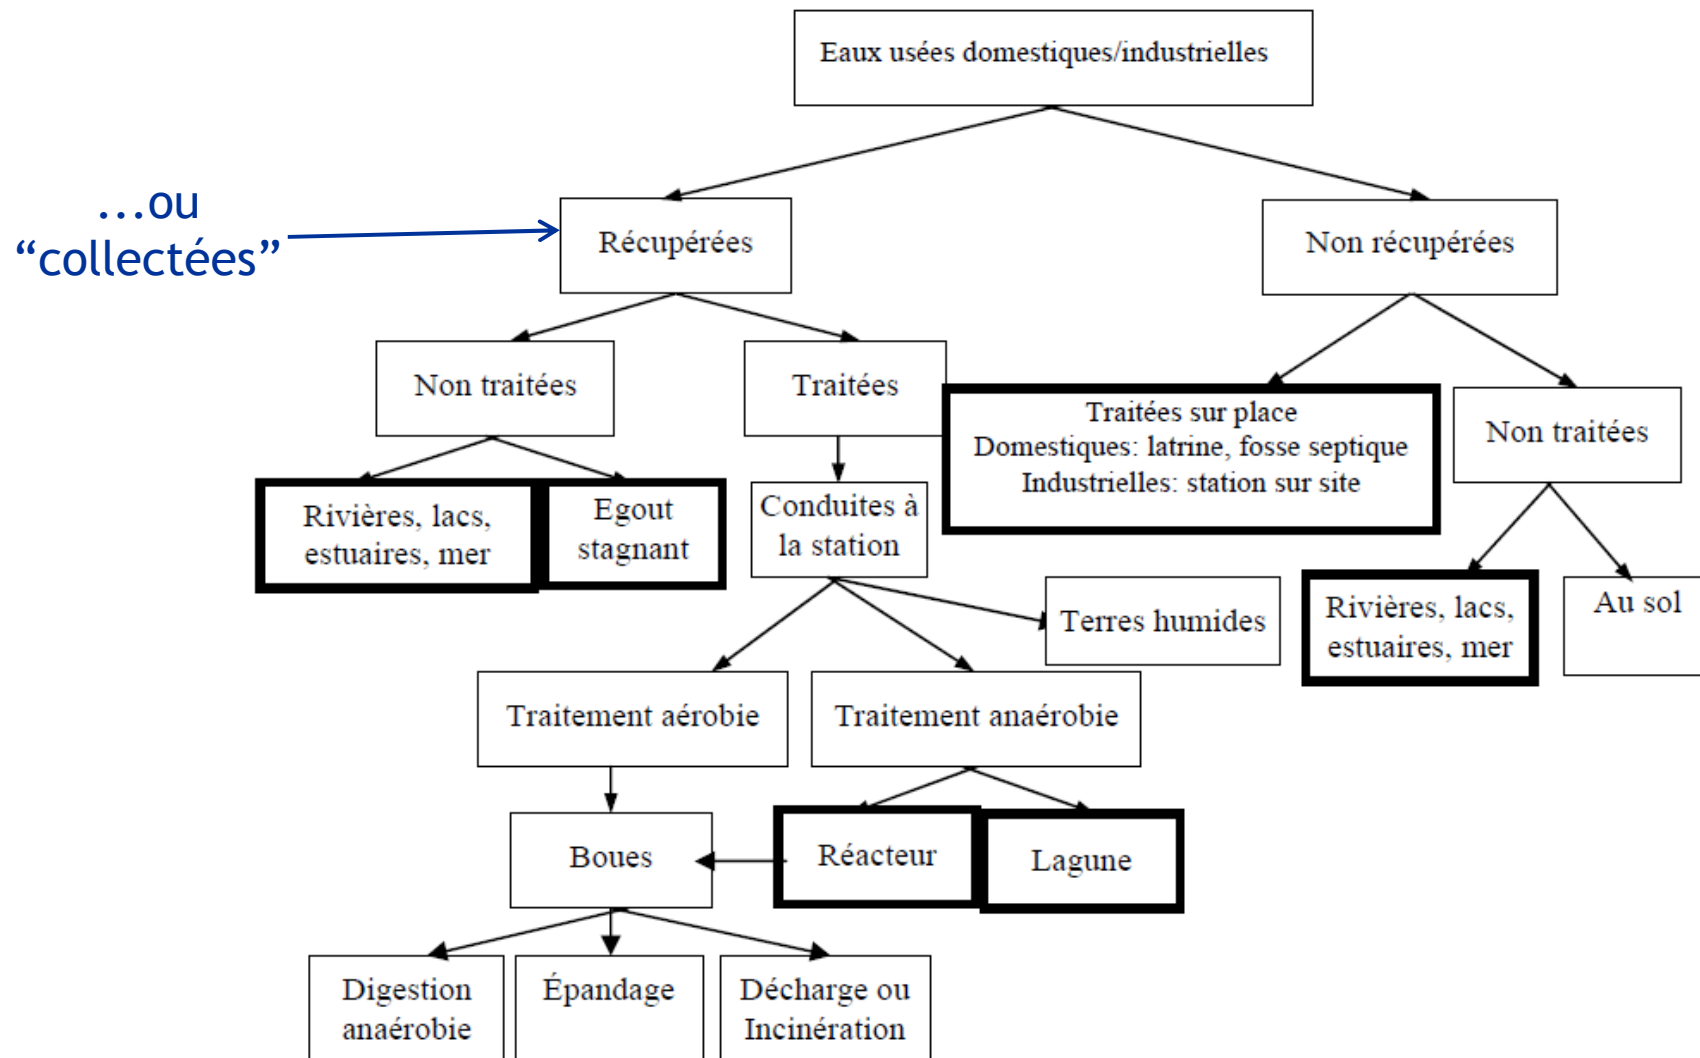 Eaux usées domestiques/industrielles
...ou
“collectées”
Récupérées
Non récupérées
Non traitées
Traitées
Traitées sur place
Domestiques: latrine, fosse septique
Industrielles: station sur site
Non traitées
Rivières, lacs,
estuaires, mer
Egout
stagnant
Conduites à
la station
Terres humides
Rivières, lacs,
estuaires, mer
Au sol
Traitement aérobie
Traitement anaérobie
Boues
Réacteur
Lagune
Digestion
anaérobie
Épandage
Décharge ou
Incinération